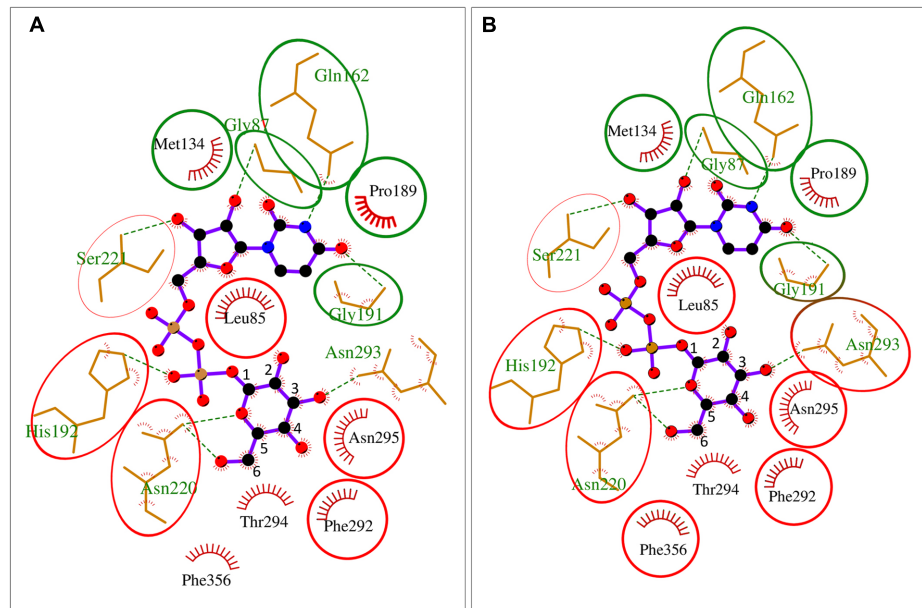 A
Gln162
Gly87
Met134
Pro189
Ser221
Gly191
Leu85
Asn293
1
2
3
4
5
6
His192
Asn295
Asn220
Thr294
Phe292
Phe356
B
Gln162
Met134
Gly87
Pro189
Ser221
Gly191
Leu85
Asn293
1
2
3
4
5
6
His192
Asn295
Thr294
Phe292
Asn220
Phe356